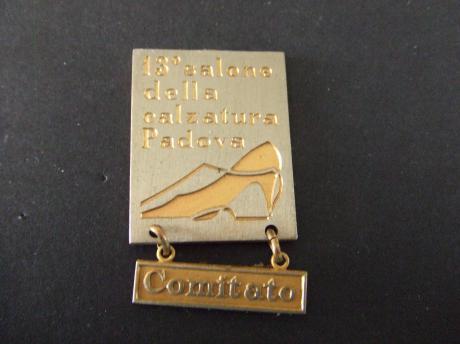 13° salone
della
calzatura
Padova
Comitato